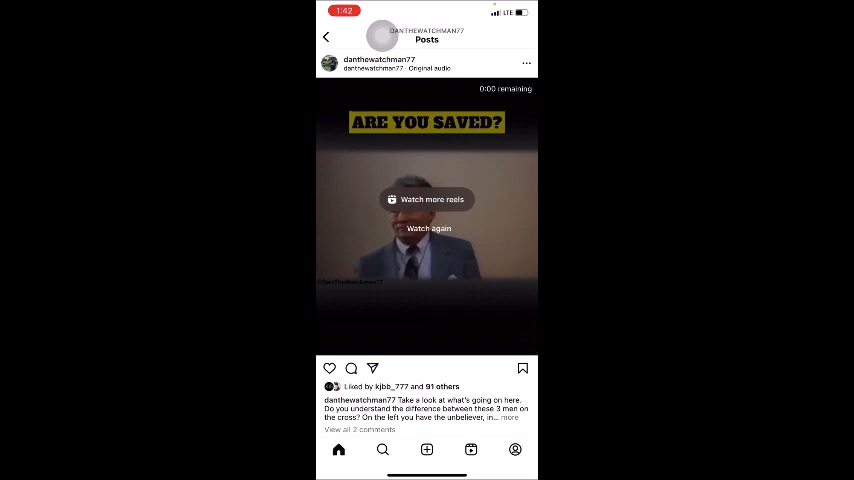 1:42
LTE
DANTHEWATCHMAN77
Posts
danthewatchman77
danthewatchman77 · Original audio
0:00 remaining
ARE YOU SAVED?
Watch more reels
Watch again
@DanTheWatchman77
Liked by kjbb_777 and 91 others
danthewatchman77 Take a look at what's going on here.
Do you understand the difference between these 3 men on
the cross? On the left you have the unbeliever, in... more
View all 2 comments